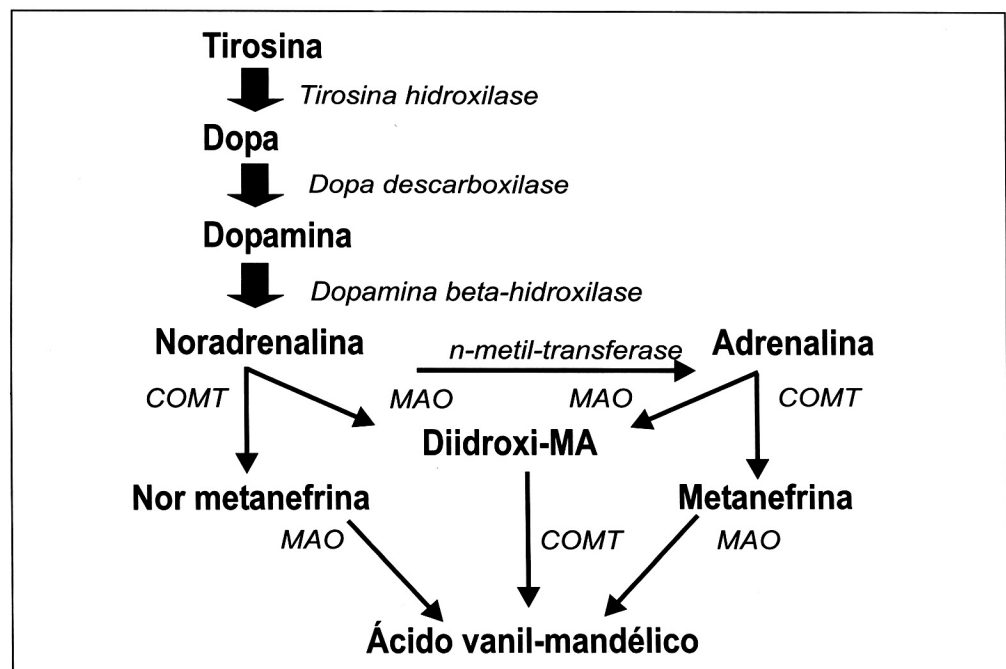 Tirosina
Tirosina hidroxilase
Dopa
Dopa descarboxilase
Dopamina
Dopamina beta-hidroxilase
Noradrenalina
n-metil-transferase
Adrenalina
COMT
MAO
MAO
COMT
Diidroxi-MA
Nor metanefrina
Metanefrina
MAO
COMT
MAO
Ácido vanil-mandélico